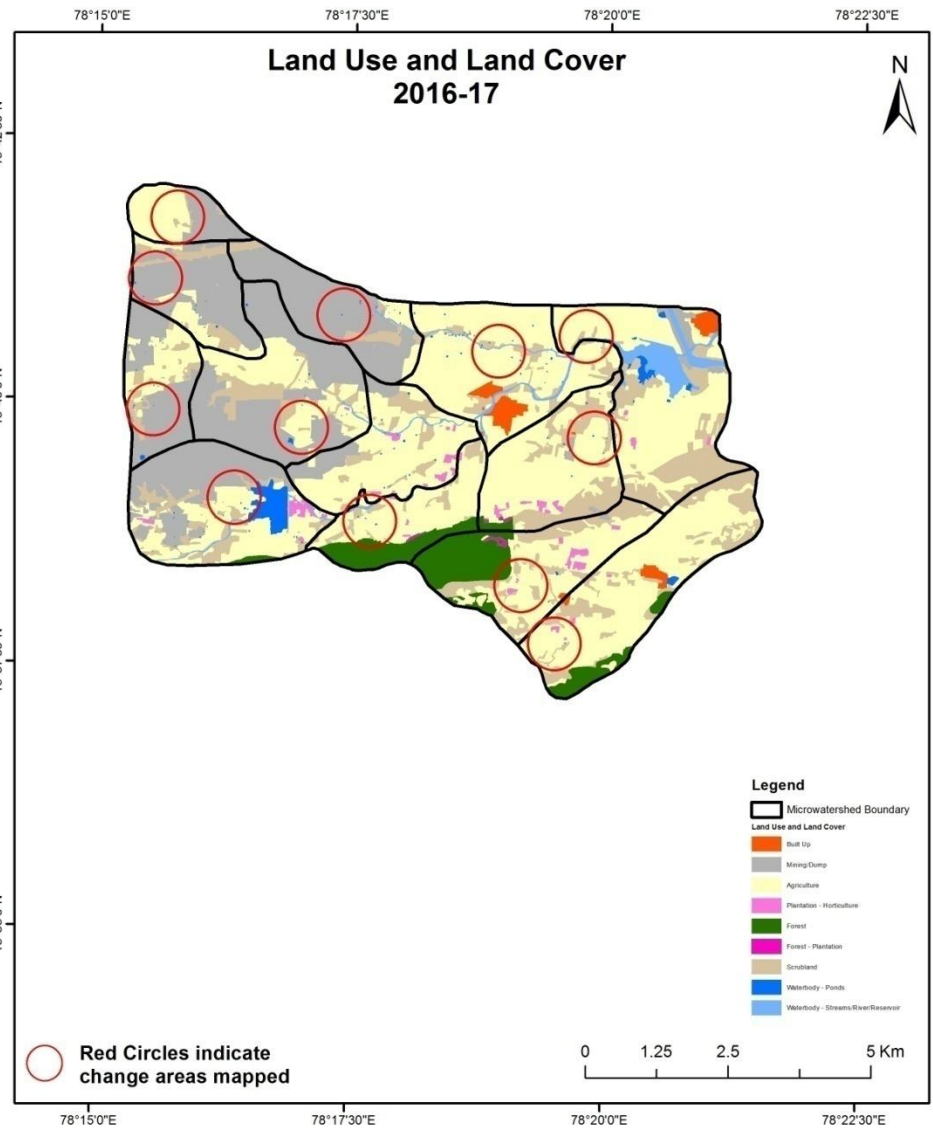 78°15'0"E 78°17'30"E 78°20'0"E 78°22'30"E
Land Use and Land Cover
2016-17
N
Legend
Microwatershed Boundary
Land Use and Land Cover
Built Up
Mining/Dump
Agriculture
Plantation - Horticulture
Forest
Forest - Plantation
Scrubland
Waterbody - Ponds
Waterbody - Streams/River/Reservoir
Red Circles indicate
change areas mapped
0 1.25 2.5 5 Km
78°15'0"E 78°17'30"E 78°20'0"E 78°22'30"E